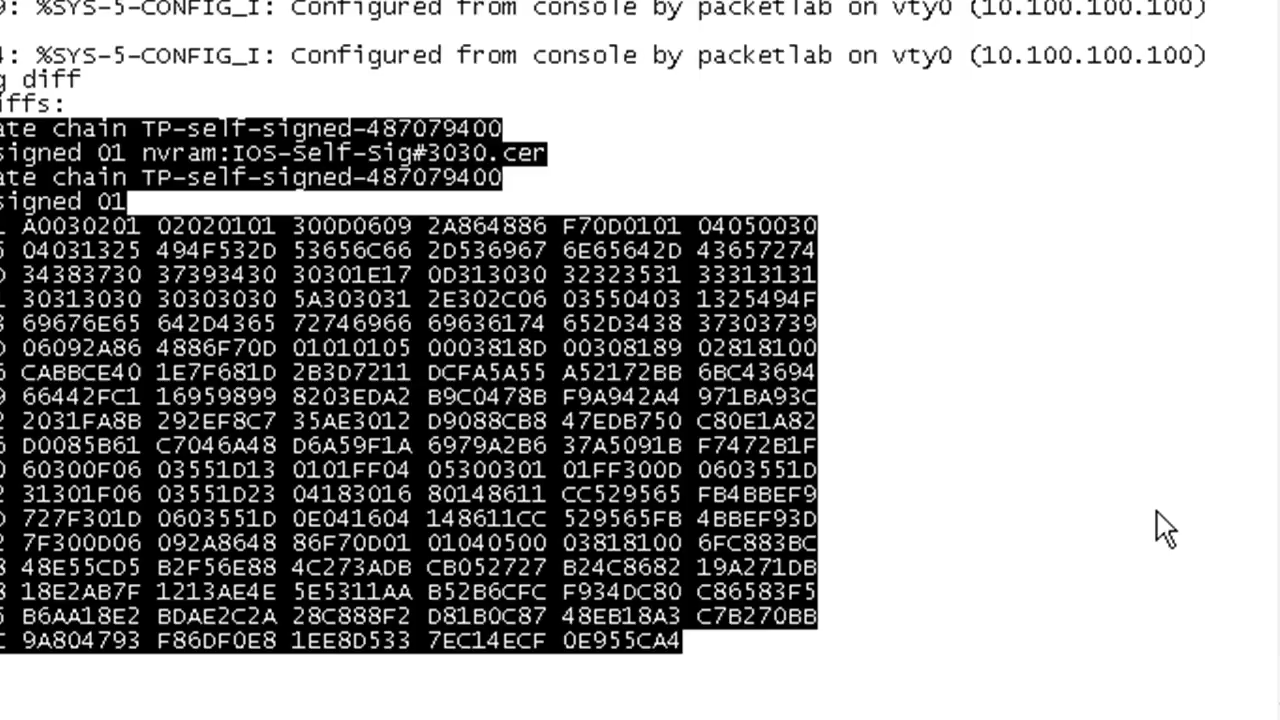 9: %SYS-5-CONFIG_I: Configured from console by packetlab on vty0 (10.100.100.100)
4: %SYS-5-CONFIG_I: Configured from console by packetlab on vty0 (10.100.100.100)
g diff
iffs:
ate chain TP-self-signed-487079400
signed 01 nvram:IOS-Self-Sig#3030.cer
ate chain TP-self-signed-487079400
signed 01
A0030201 02020101 300D0609 2A864886 F70D0101 04050030
04031325 494F532D 53656C66 2D536967 6E65642D 43657274
34383730 37393430 30301E17 0D313030 32323531 33313131
30313030 30303030 5A303031 2E302C06 03550403 1325494F
69676E65 642D4365 72746966 69636174 652D3438 37303739
06092A86 4886F70D 01010105 0003818D 00308189 02818100
CABBCE40 1E7F681D 2B3D7211 DCFA5A55 A52172BB 6BC43694
66442FC1 16959899 8203EDA2 B9C0478B F9A942A4 971BA93C
2031FA8B 292EF8C7 35AE3012 D9088CB8 47EDB750 C80E1A82
D0085B61 C7046A48 D6A59F1A 6979A2B6 37A5091B F7472B1F
60300F06 03551D13 0101FF04 05300301 01FF300D 0603551D
31301F06 03551D23 04183016 80148611 CC529565 FB4BBEF9
727F301D 0603551D 0E041604 148611CC 529565FB 4BBEF93D
7F300D06 092A8648 86F70D01 01040500 03818100 6FC883BC
48E55CD5 B2F56E88 4C273ADB CB052727 B24C8682 19A271DB
18E2AB7F 1213AE4E 5E5311AA B52B6CFC F934DC80 C86583F5
B6AA18E2 BDAE2C2A 28C888F2 D81B0C87 48EB18A3 C7B270BB
9A804793 F86DF0E8 1EE8D533 7EC14ECF 0E955CA4